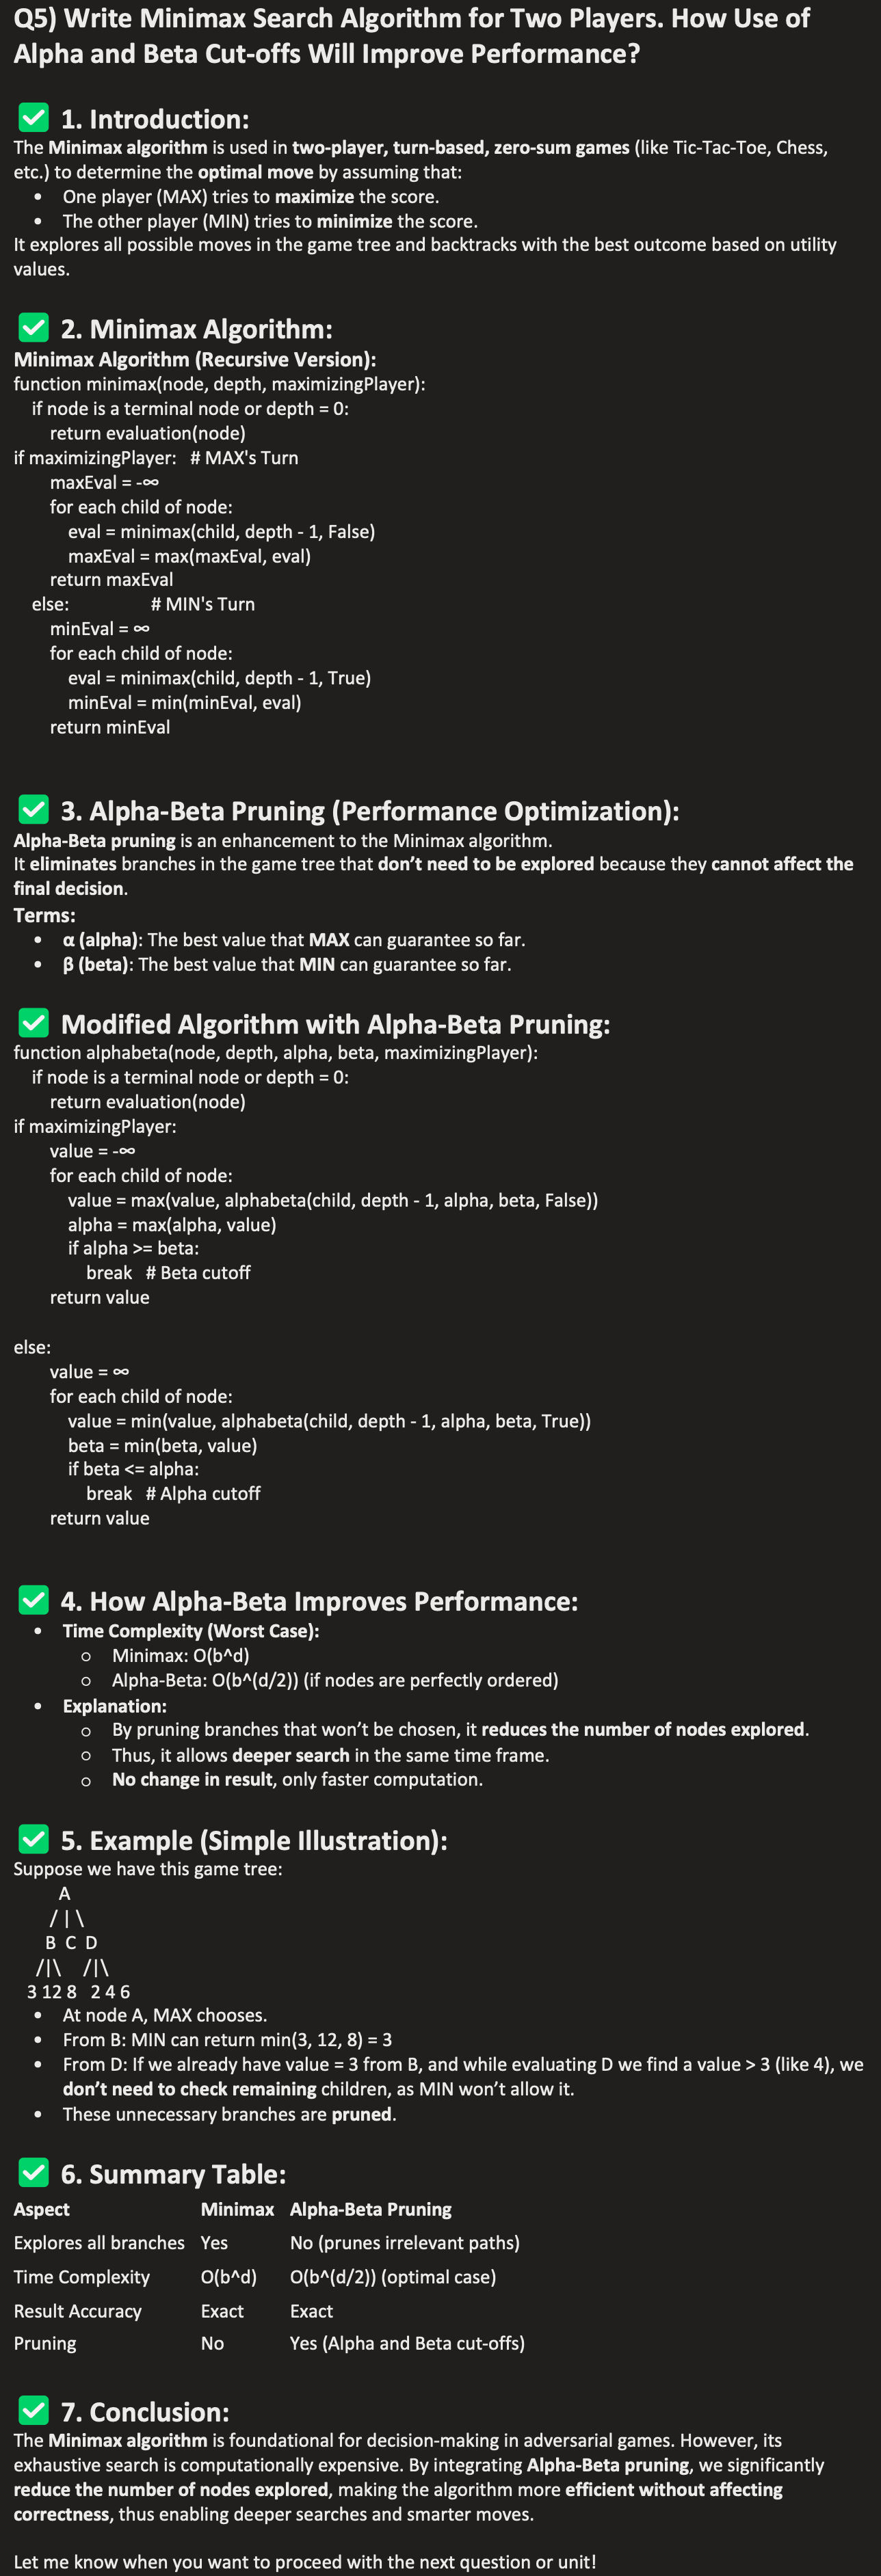 Q5) Write Minimax Search Algorithm for Two Players. How Use of
Alpha and Beta Cut-offs Will Improve Performance?
✅ 1. Introduction:
The Minimax algorithm is used in two-player, turn-based, zero-sum games (like Tic-Tac-Toe, Chess,
etc.) to determine the optimal move by assuming that:
• One player (MAX) tries to maximize the score.
• The other player (MIN) tries to minimize the score.
It explores all possible moves in the game tree and backtracks with the best outcome based on utility
values.
✅ 2. Minimax Algorithm:
Minimax Algorithm (Recursive Version):
function minimax(node, depth, maximizingPlayer):
if node is a terminal node or depth = 0:
return evaluation(node)
if maximizingPlayer: # MAX's Turn
maxEval = -∞
for each child of node:
eval = minimax(child, depth - 1, False)
maxEval = max(maxEval, eval)
return maxEval
else: # MIN's Turn
minEval = ∞
for each child of node:
eval = minimax(child, depth - 1, True)
minEval = min(minEval, eval)
return minEval
✅ 3. Alpha-Beta Pruning (Performance Optimization):
Alpha-Beta pruning is an enhancement to the Minimax algorithm.
It eliminates branches in the game tree that don’t need to be explored because they cannot affect the
final decision.
Terms:
• α (alpha): The best value that MAX can guarantee so far.
• β (beta): The best value that MIN can guarantee so far.
✅ Modified Algorithm with Alpha-Beta Pruning:
function alphabeta(node, depth, alpha, beta, maximizingPlayer):
if node is a terminal node or depth = 0:
return evaluation(node)
if maximizingPlayer:
value = -∞
for each child of node:
value = max(value, alphabeta(child, depth - 1, alpha, beta, False))
alpha = max(alpha, value)
if alpha >= beta:
break # Beta cutoff
return value
else:
value = ∞
for each child of node:
value = min(value, alphabeta(child, depth - 1, alpha, beta, True))
beta = min(beta, value)
if beta <= alpha:
break # Alpha cutoff
return value
✅ 4. How Alpha-Beta Improves Performance:
• Time Complexity (Worst Case):
○ Minimax: O(b^d)
○ Alpha-Beta: O(b^(d/2)) (if nodes are perfectly ordered)
• Explanation:
○ By pruning branches that won’t be chosen, it reduces the number of nodes explored.
○ Thus, it allows deeper search in the same time frame.
○ No change in result, only faster computation.
✅ 5. Example (Simple Illustration):
Suppose we have this game tree:
A
/ | \
B C D
/|\ /|\
3 12 8 2 4 6
• At node A, MAX chooses.
• From B: MIN can return min(3, 12, 8) = 3
• From D: If we already have value = 3 from B, and while evaluating D we find a value > 3 (like 4), we
don’t need to check remaining children, as MIN won’t allow it.
• These unnecessary branches are pruned.
✅ 6. Summary Table:
Aspect Minimax Alpha-Beta Pruning
Explores all branches Yes No (prunes irrelevant paths)
Time Complexity O(b^d) O(b^(d/2)) (optimal case)
Result Accuracy Exact Exact
Pruning No Yes (Alpha and Beta cut-offs)
✅ 7. Conclusion:
The Minimax algorithm is foundational for decision-making in adversarial games. However, its
exhaustive search is computationally expensive. By integrating Alpha-Beta pruning, we significantly
reduce the number of nodes explored, making the algorithm more efficient without affecting
correctness, thus enabling deeper searches and smarter moves.
Let me know when you want to proceed with the next question or unit!